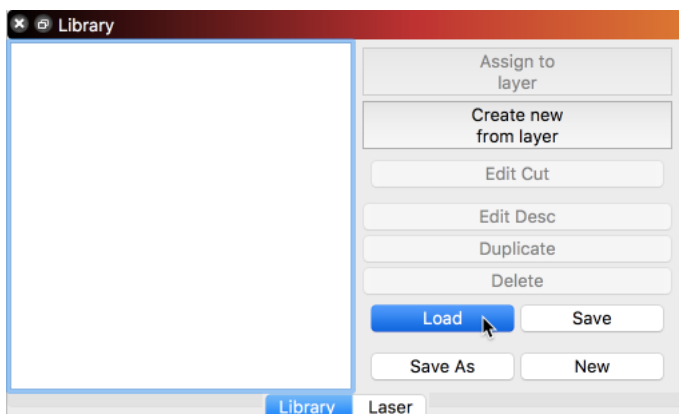 Library
Assign to
layer
Create new
from layer
Edit Cut
Edit Desc
Duplicate
Delete
Load Save
Save As New
Library Laser